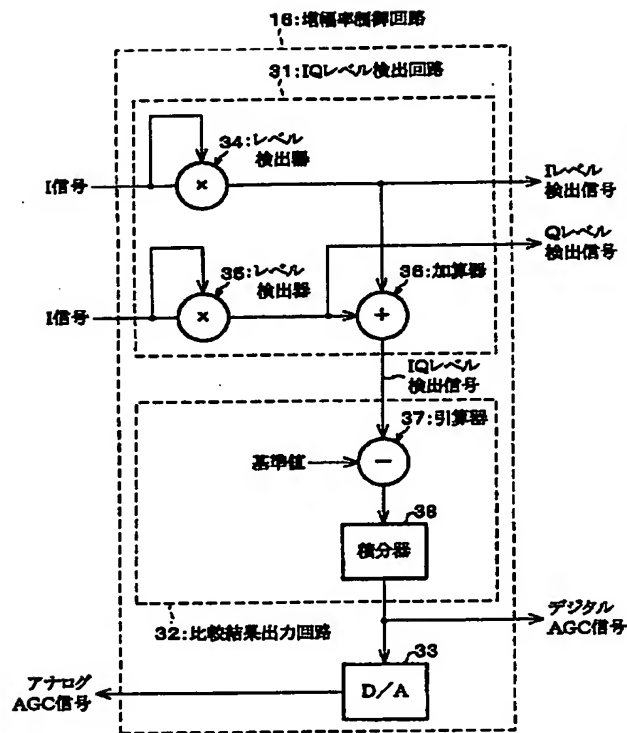 16:増幅率制御回路
31:IQレベル検出回路
34:レベル
検出器
I信号
×
Iレベル
検出信号
Qレベル
検出信号
35:レベル
検出器
36:加算器
I信号
×
+
IQレベル
検出信号
37:引算器
基準値
−
38
積分器
32:比較結果出力回路
デジタル
AGC信号
33
アナログ
AGC信号
D/A